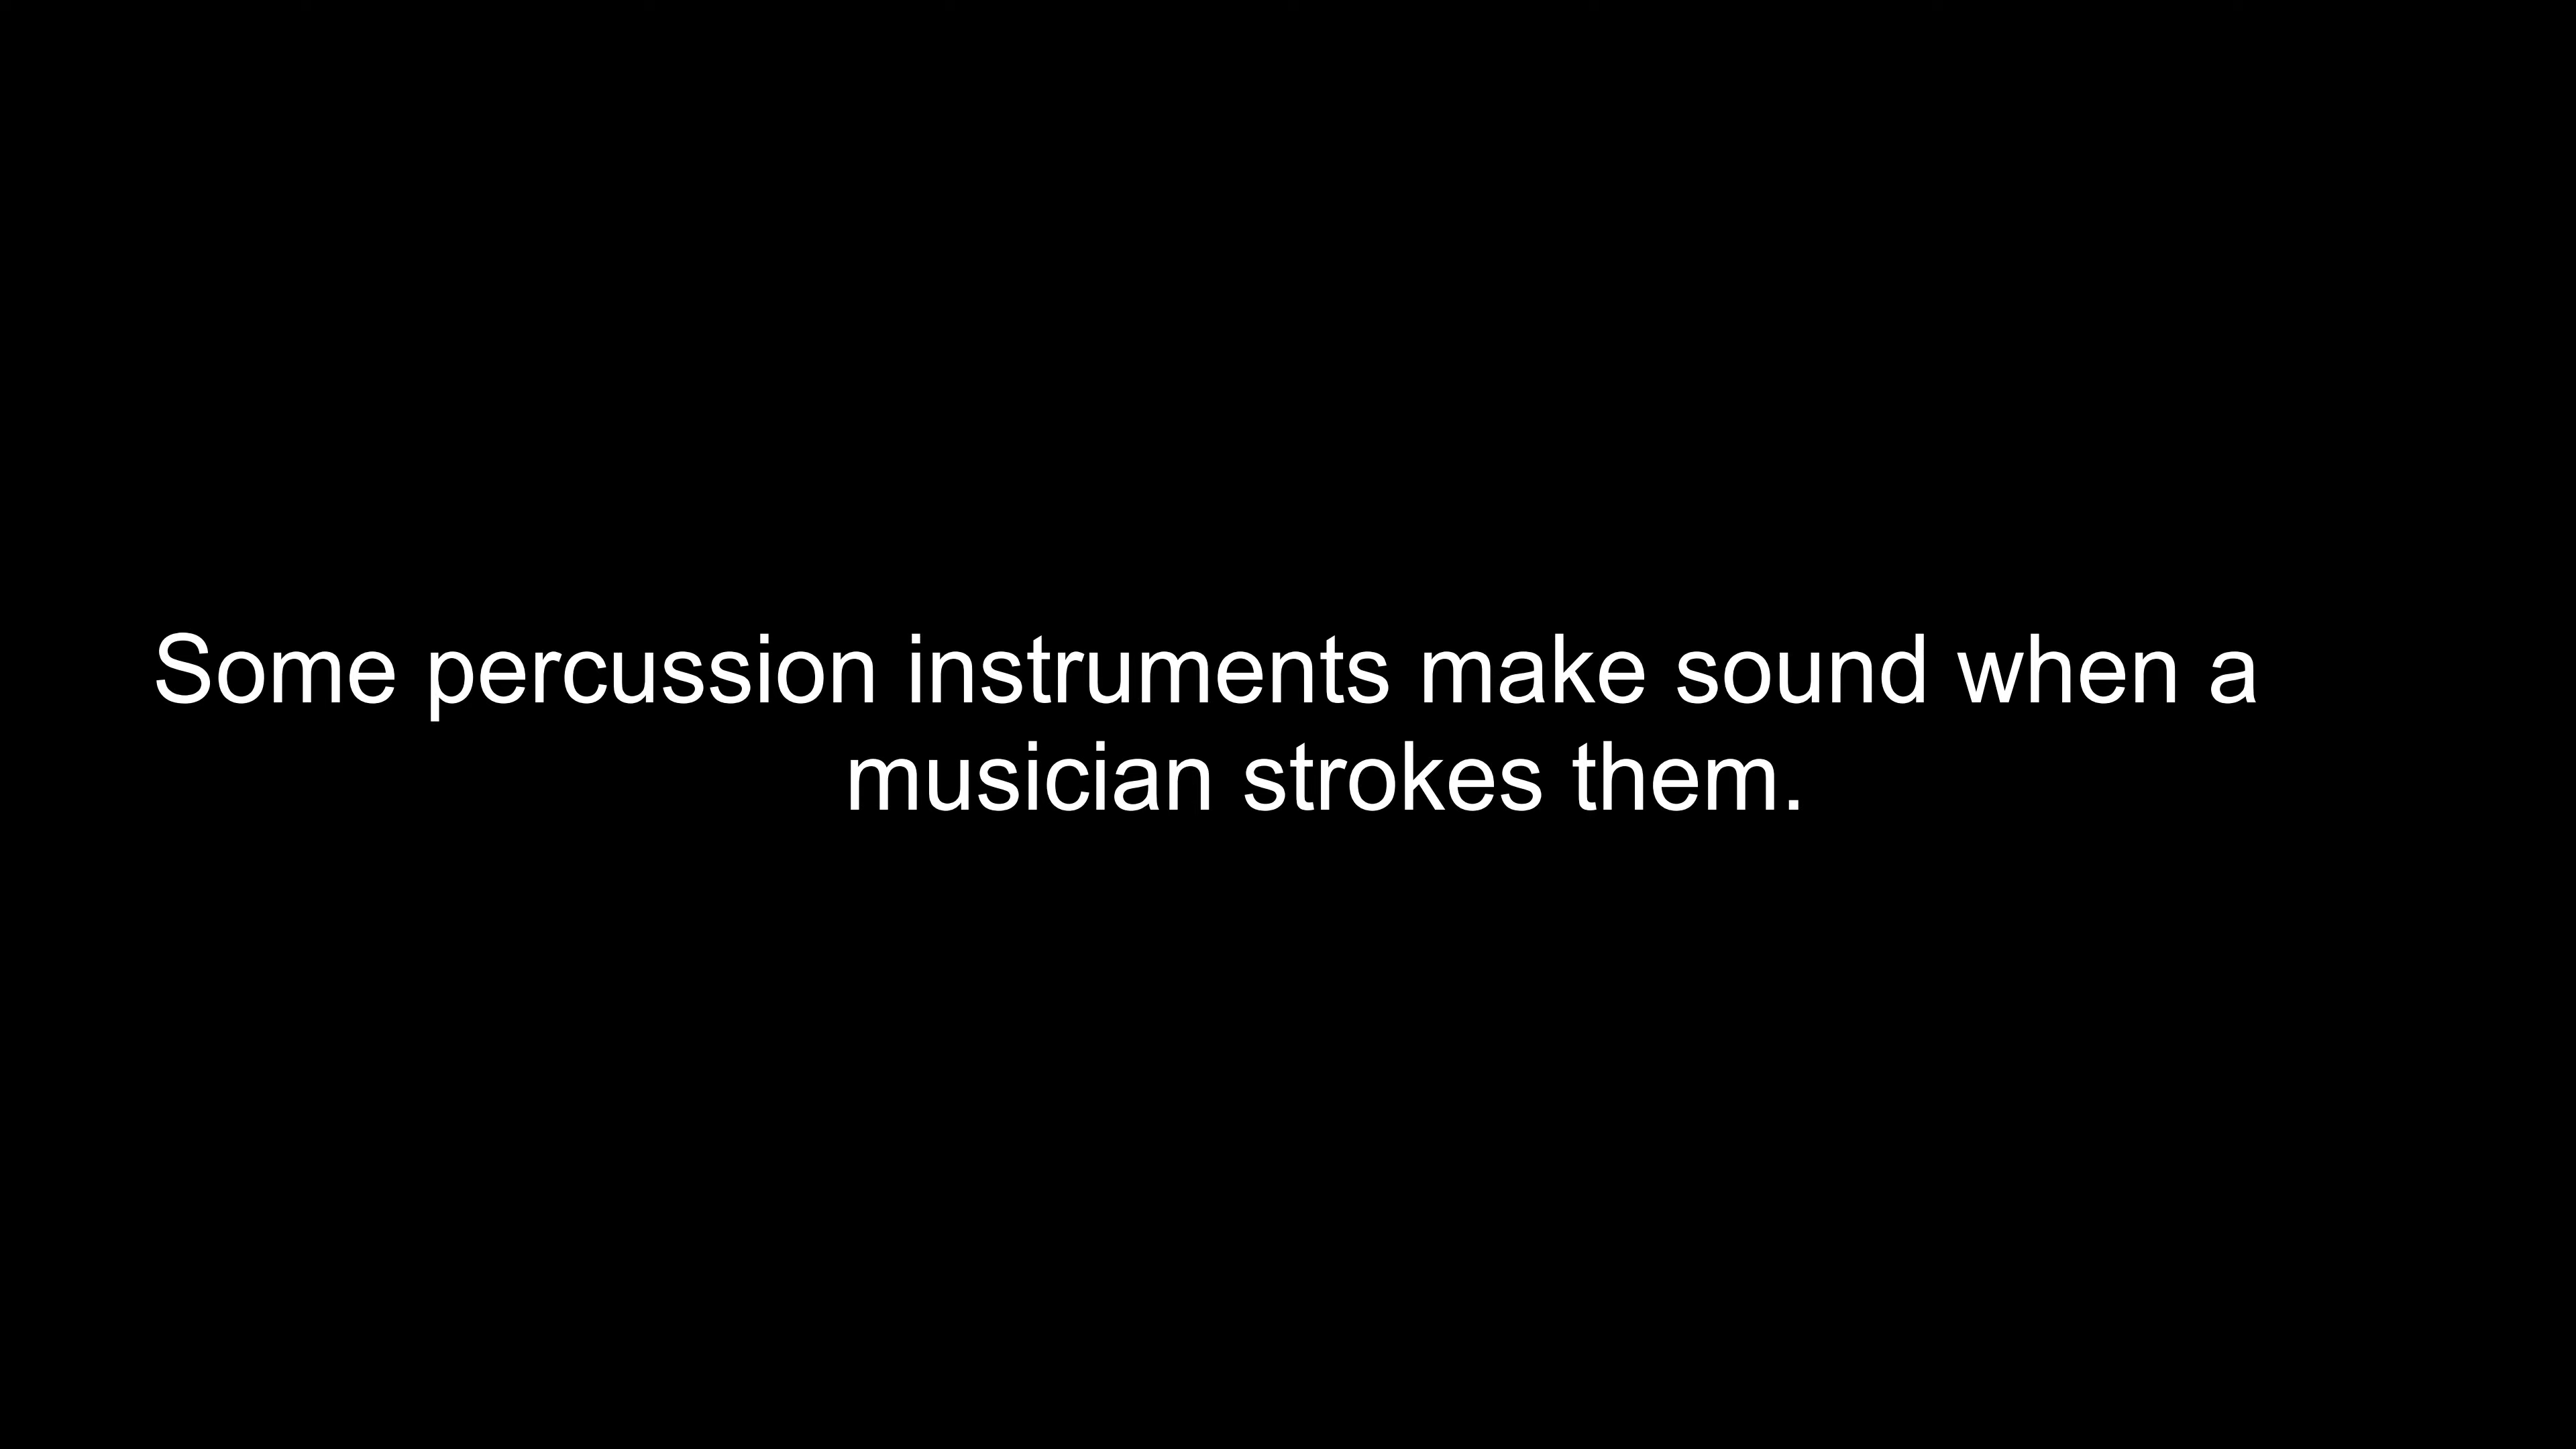 Some percussion instruments make sound when a
musician strokes them.